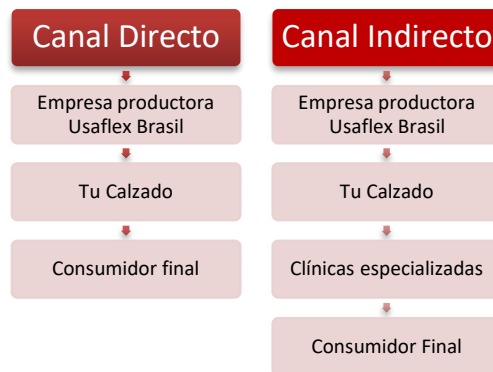 Canal Directo
Empresa productora
Usaflex Brasil
Tu Calzado
Consumidor final
Canal Indirecto
Empresa productora
Usaflex Brasil
Tu Calzado
Clínicas especializadas
Consumidor Final